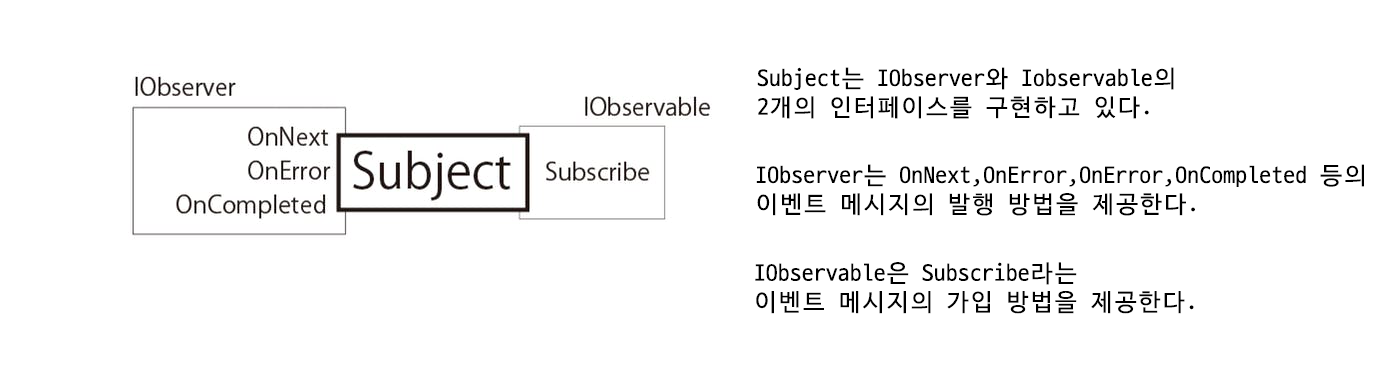 IObserver
OnNext
OnError
OnCompleted
Subject
IObservable
Subscribe
Subject는 IObserver와 Iobservable의
2개의 인터페이스를 구현하고 있다.
IObserver는 OnNext,OnError,OnError,OnCompleted 등의
이벤트 메시지의 발행 방법을 제공한다.
IObservable은 Subscribe라는
이벤트 메시지의 가입 방법을 제공한다.